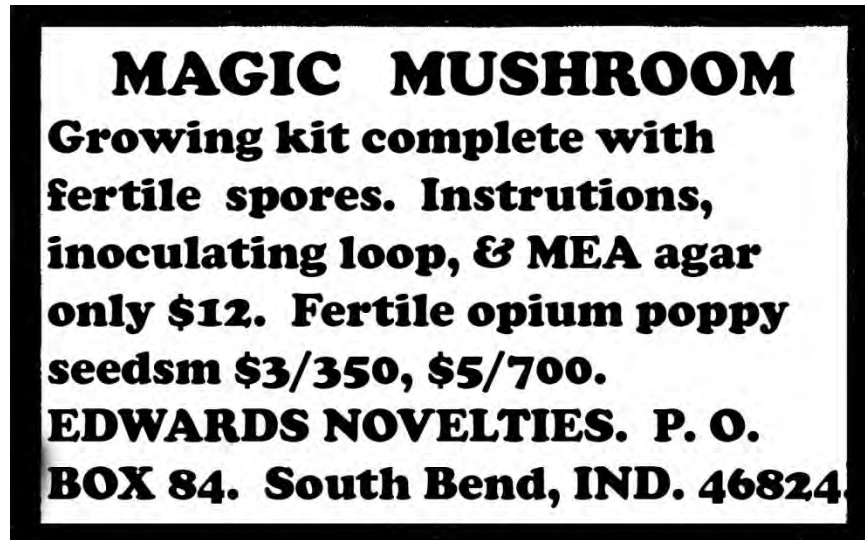 MAGIC MUSHROOM
Growing kit complete with
fertile spores. Instrutions,
inoculating loop, & MEA agar
only $12. Fertile opium poppy
seedsm $3/350, $5/700.
EDWARDS NOVELTIES. P. O.
BOX 84. South Bend, IND. 46824.